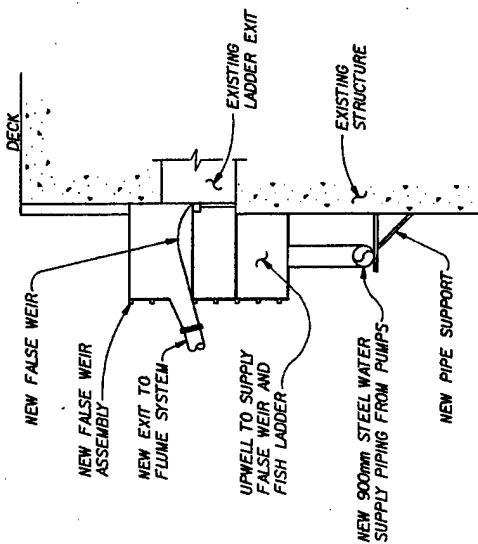 DECK
NEW FALSE WEIR
NEW FALSE WEIR
ASSEMBLY
NEW EXIT TO
FLUME SYSTEM
UPWELL TO SUPPLY
FALSE WEIR AND
FISH LADDER
NEW 900mm STEEL WATER
SUPPLY PIPING FROM PUMPS
NEW PIPE SUPPORT
EXISTING
LADDER EXIT
EXISTING
STRUCTURE